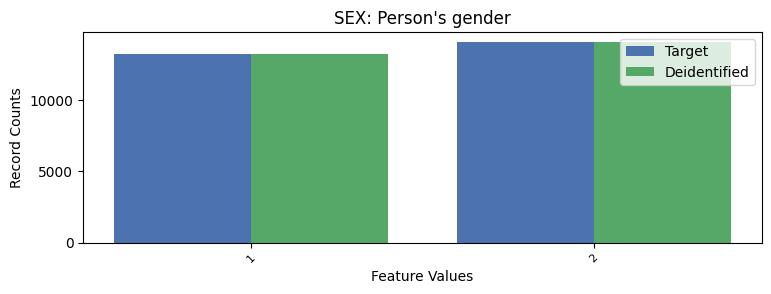 SEX: Person's gender
Target
Deidentified
Record Counts
10000
5000
0
1
2
Feature Values